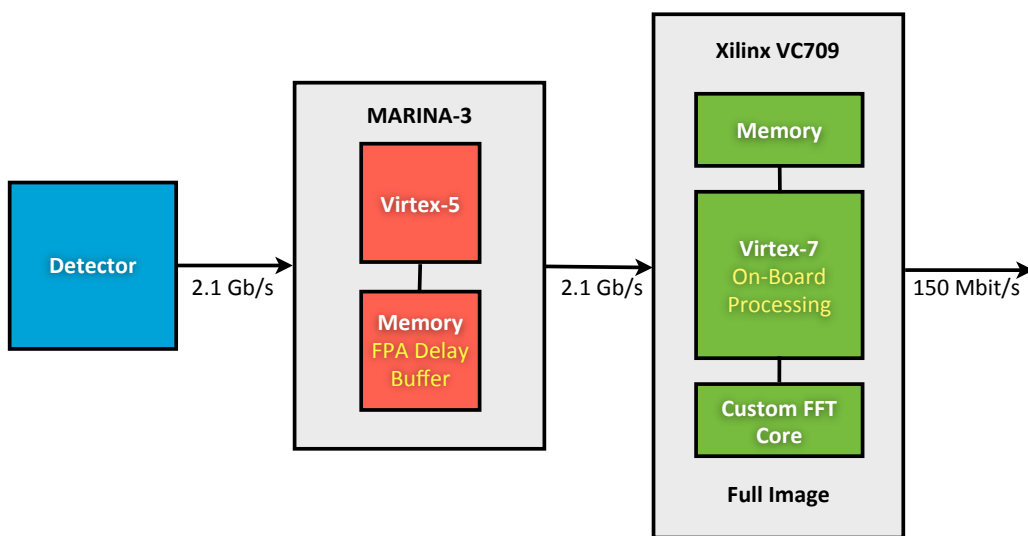 Detector
2.1 Gb/s
MARINA-3
Virtex-5
Memory
FPA Delay
Buffer
2.1 Gb/s
Xilinx VC709
Memory
Virtex-7
On-Board
Processing
Custom FFT
Core
Full Image
150 Mbit/s